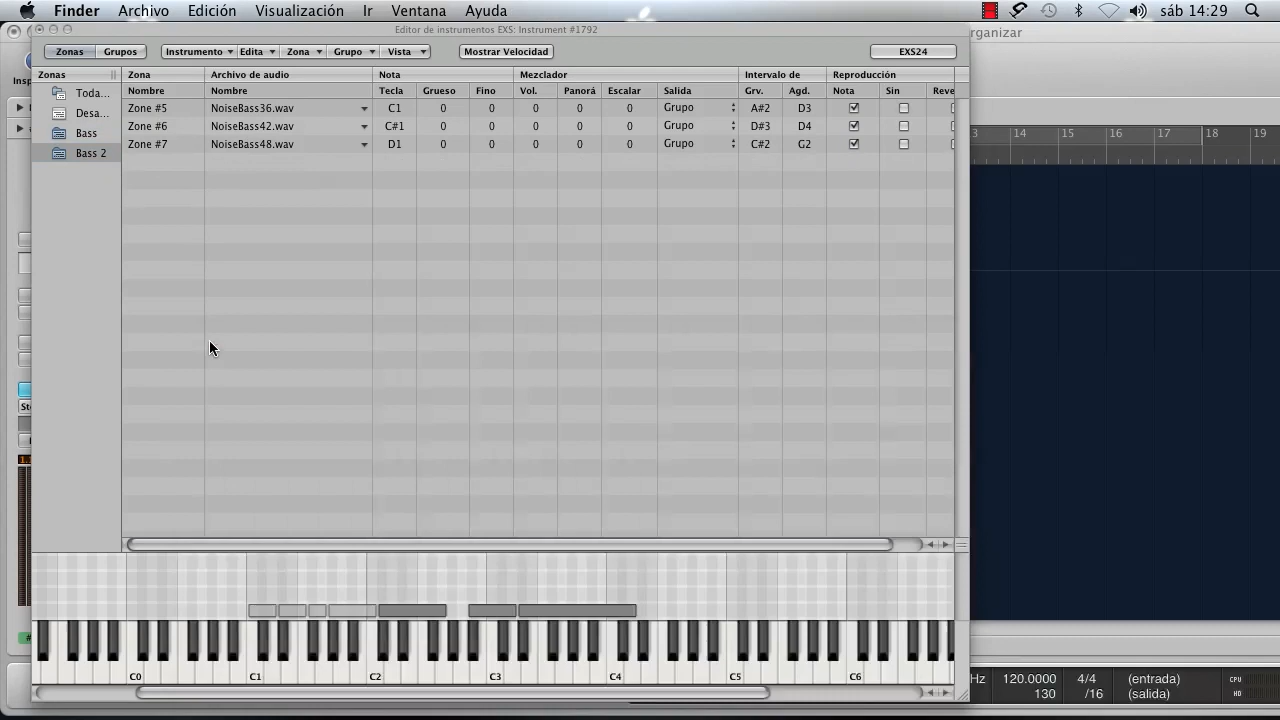 Finder Archivo Edición Visualización Ir Ventana Ayuda sáb 14:29
Editor de instrumentos EXS: Instrument #1792
rganizar
Zonas Grupos Instrumento Edita Zona Grupo Vista Mostrar Velocidad EXS24
Insp
Zonas Zona Archivo de audio Nota Mezclador Intervalo de Reproducción
Nombre Nombre Tecla Grueso Fino Vol. Panorá Escalar Salida Grv. Agd. Nota Sin Reve
Toda...
Desa...
Bass
Bass 2
Zone #5 NoiseBass36.wav C1 0 0 0 0 0 Grupo A#2 D3
Zone #6 NoiseBass42.wav C#1 0 0 0 0 0 Grupo D#3 D4
Zone #7 NoiseBass48.wav D1 0 0 0 0 0 Grupo C#2 G2
3 14 15 16 17 18 19
St
C0 C1 C2 C3 C4 C5 C6
Hz 120.0000 4/4 (entrada) CPU
130 /16 (salida) HD